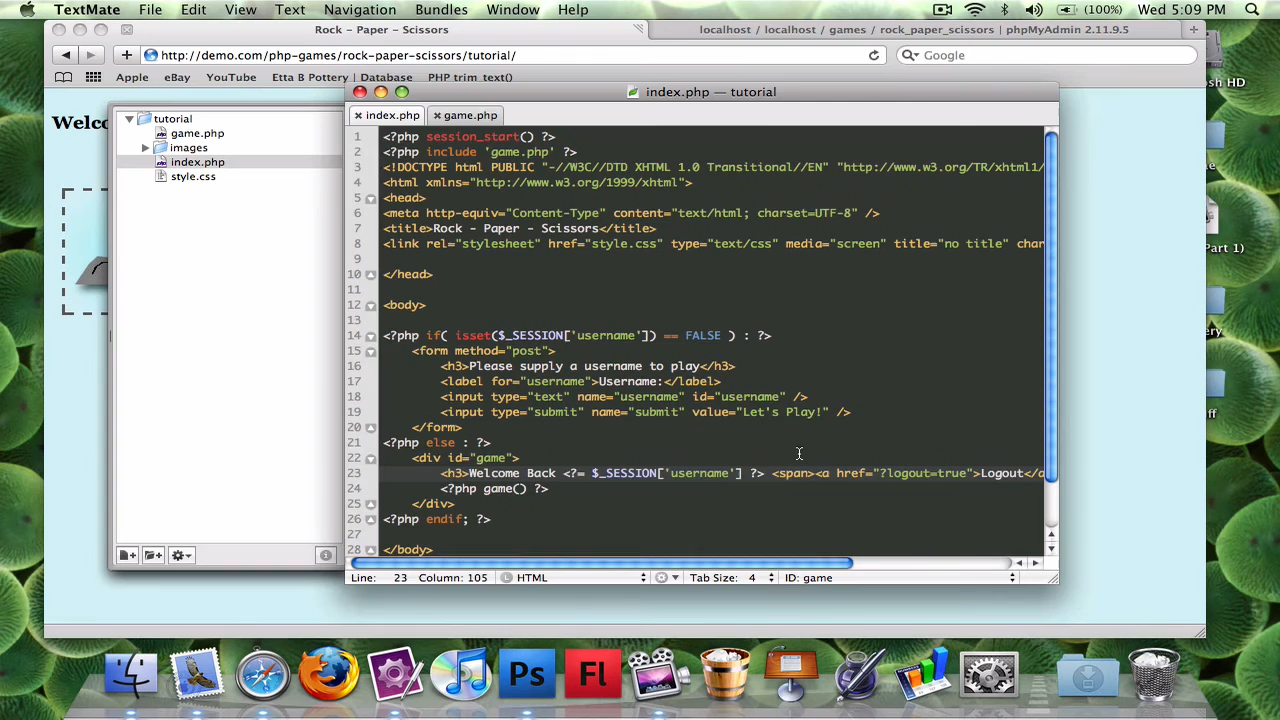 TextMate File Edit View Text Navigation Bundles Window Help (100%) Wed 5:09 PM
Rock - Paper - Scissors localhost / localhost / games / rock_paper_scissors | phpMyAdmin 2.11.9.5
http://demo.com/php-games/rock-paper-scissors/tutorial/ Google
Apple eBay YouTube Etta B Pottery Database PHP trim_text()
index.php — tutorial
index.php game.php
tutorial
game.php
images
index.php
style.css
1 <?php session_start() ?>
2 <?php include 'game.php' ?>
3 <!DOCTYPE html PUBLIC "-//W3C//DTD XHTML 1.0 Transitional//EN" "http://www.w3.org/TR/xhtml1/
4 <html xmlns="http://www.w3.org/1999/xhtml">
5 <head>
6 <meta http-equiv="Content-Type" content="text/html; charset=UTF-8" />
7 <title>Rock - Paper - Scissors</title>
8 <link rel="stylesheet" href="style.css" type="text/css" media="screen" title="no title" char
9
10 </head>
11
12 <body>
13
14 <?php if( isset($_SESSION['username']) == FALSE ) : ?>
15 <form method="post">
16 <h3>Please supply a username to play</h3>
17 <label for="username">Username:</label>
18 <input type="text" name="username" id="username" />
19 <input type="submit" name="submit" value="Let's Play!" />
20 </form>
21 <?php else : ?>
22 <div id="game">
23 <h3>Welcome Back <?= $_SESSION['username'] ?> <span><a href="?logout=true">Logout</a
24 <?php game() ?>
25 </div>
26 <?php endif; ?>
27
28 </body>
Line: 23 Column: 105 HTML Tab Size: 4 ID: game
Welco
sh HD
Part 1)
Ps
Fl